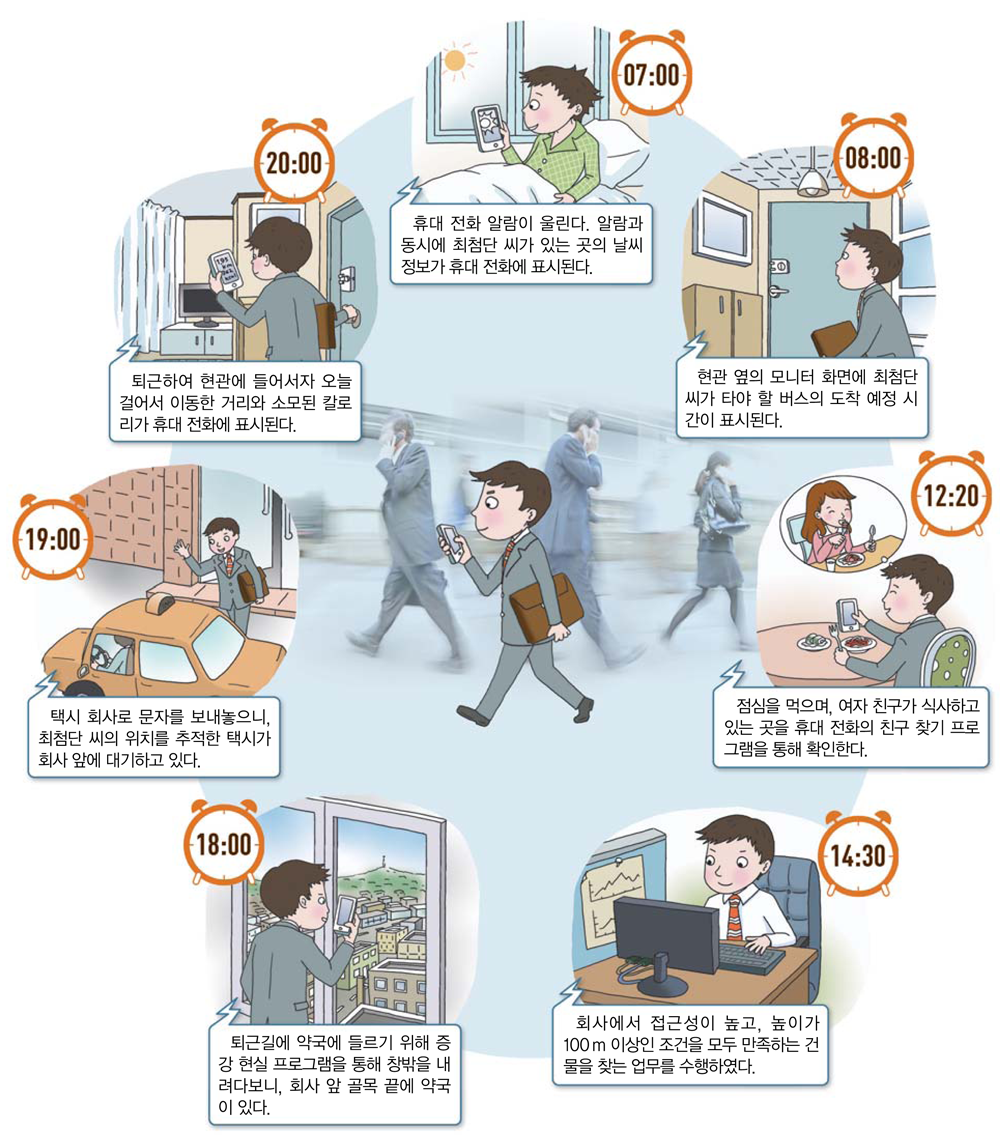 07:00
휴대 전화 알람이 울린다. 알람과
동시에 최첨단 씨가 있는 곳의 날씨
정보가 휴대 전화에 표시된다.
08:00
현관 옆의 모니터 화면에 최첨단
씨가 타야 할 버스의 도착 예정 시
간이 표시된다.
12:20
점심을 먹으며, 여자 친구가 식사하고
있는 곳을 휴대 전화의 친구 찾기 프로
그램을 통해 확인한다.
14:30
회사에서 접근성이 높고, 높이가
100 m 이상인 조건을 모두 만족하는 건
물을 찾는 업무를 수행하였다.
18:00
퇴근길에 약국에 들르기 위해 증
강 현실 프로그램을 통해 창밖을 내
려다보니, 회사 앞 골목 끝에 약국
이 있다.
19:00
택시 회사로 문자를 보내놓으니,
최첨단 씨의 위치를 추적한 택시가
회사 앞에 대기하고 있다.
20:00
퇴근하여 현관에 들어서자 오늘
걸어서 이동한 거리와 소모된 칼로
리가 휴대 전화에 표시된다.